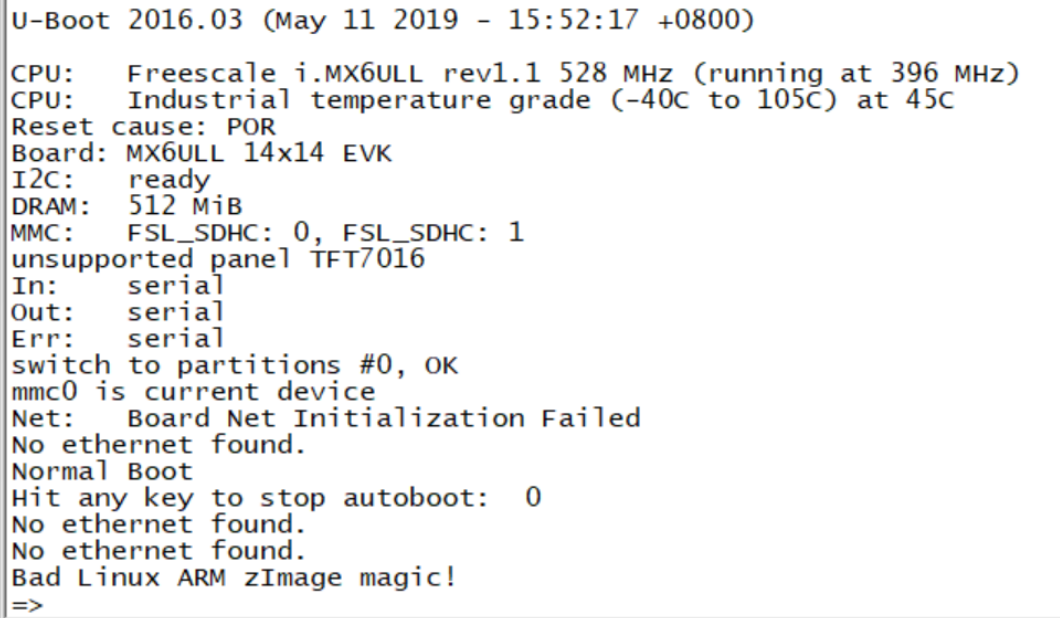 U-Boot 2016.03 (May 11 2019 - 15:52:17 +0800)
CPU:   Freescale i.MX6ULL rev1.1 528 MHz (running at 396 MHz)
CPU:   Industrial temperature grade (-40C to 105C) at 45C
Reset cause: POR
Board: MX6ULL 14x14 EVK
I2C:   ready
DRAM:  512 MiB
MMC:   FSL_SDHC: 0, FSL_SDHC: 1
unsupported panel TFT7016
In:    serial
Out:   serial
Err:   serial
switch to partitions #0, OK
mmc0 is current device
Net:   Board Net Initialization Failed
No ethernet found.
Normal Boot
Hit any key to stop autoboot:  0
No ethernet found.
No ethernet found.
Bad Linux ARM zImage magic!
=>